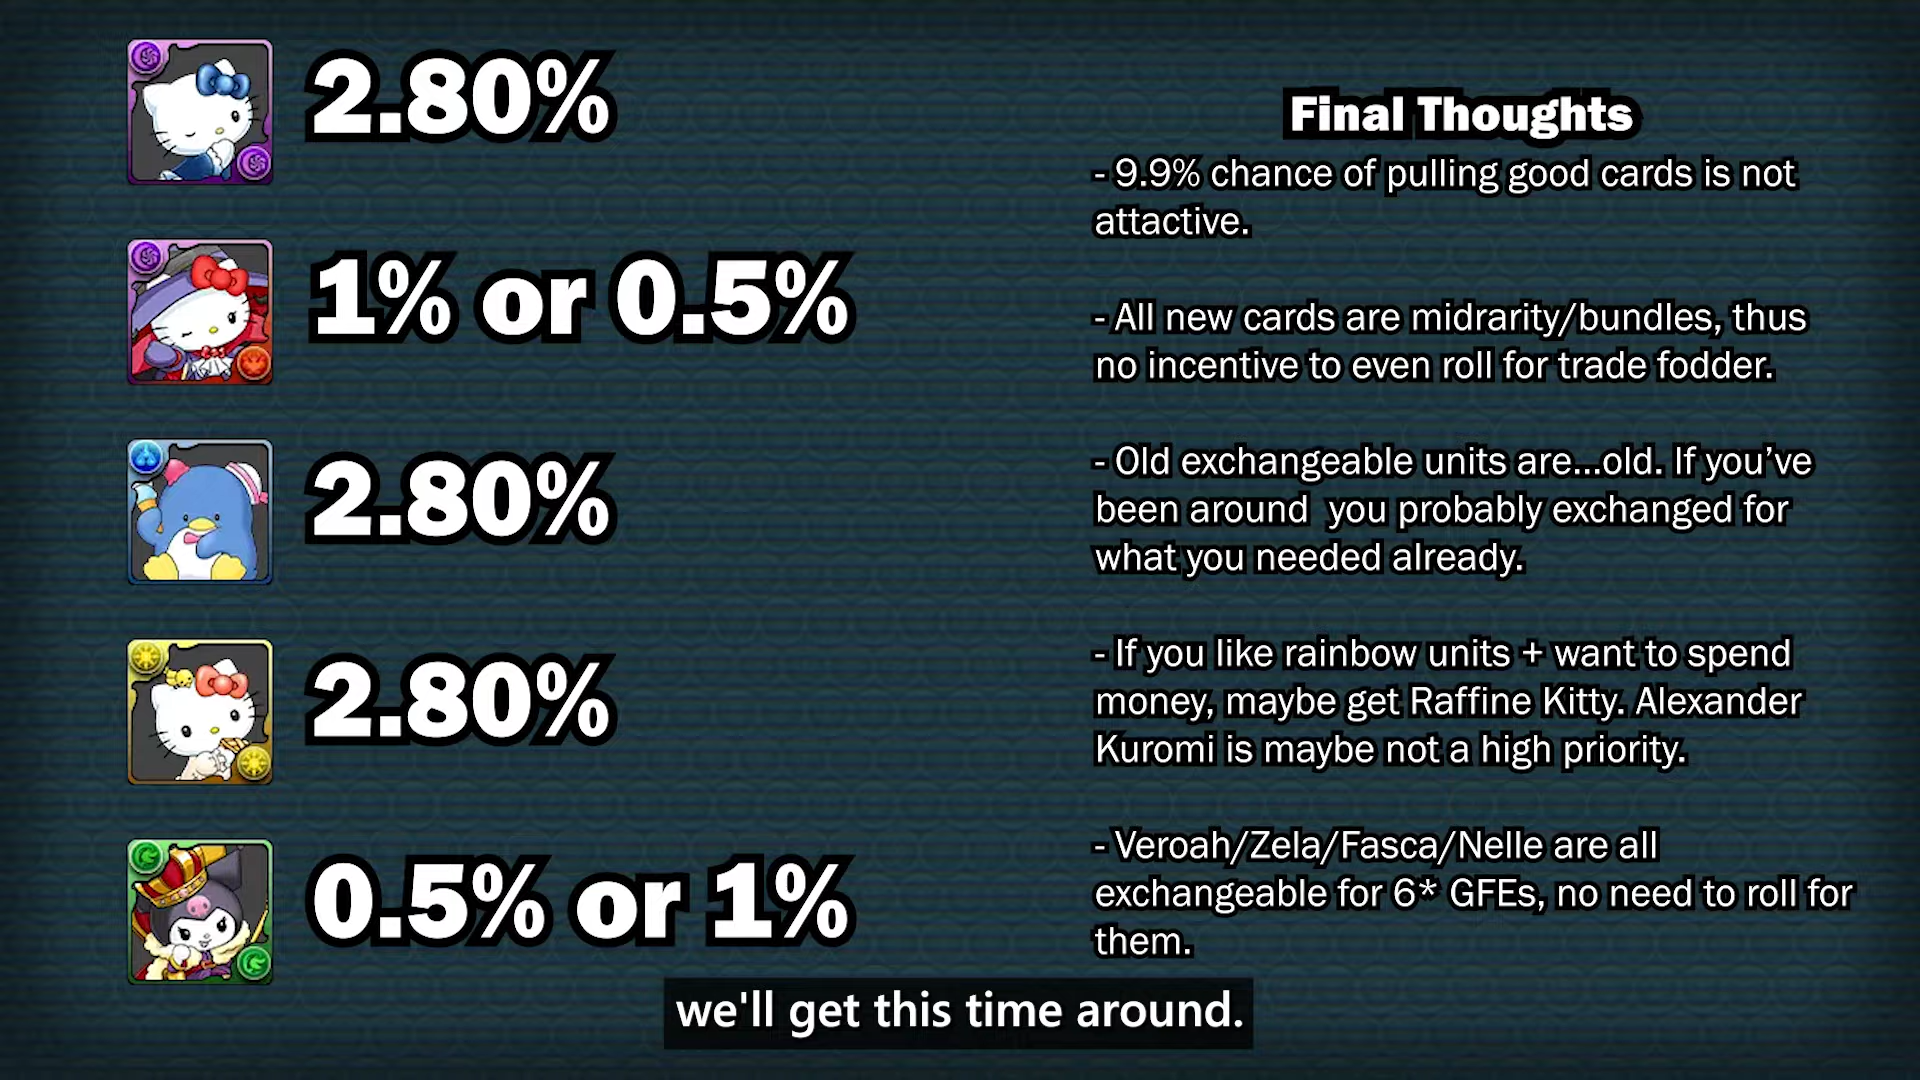 2.80%
1% or 0.5%
2.80%
2.80%
0.5% or 1%
Final Thoughts
- 9.9% chance of pulling good cards is not
attactive.
- All new cards are midrarity/bundles, thus
no incentive to even roll for trade fodder.
- Old exchangeable units are...old. If you’ve
been around  you probably exchanged for
what you needed already.
- If you like rainbow units + want to spend
money, maybe get Raffine Kitty. Alexander
Kuromi is maybe not a high priority.
- Veroah/Zela/Fasca/Nelle are all
exchangeable for 6* GFEs, no need to roll for
them.
we'll get this time around.